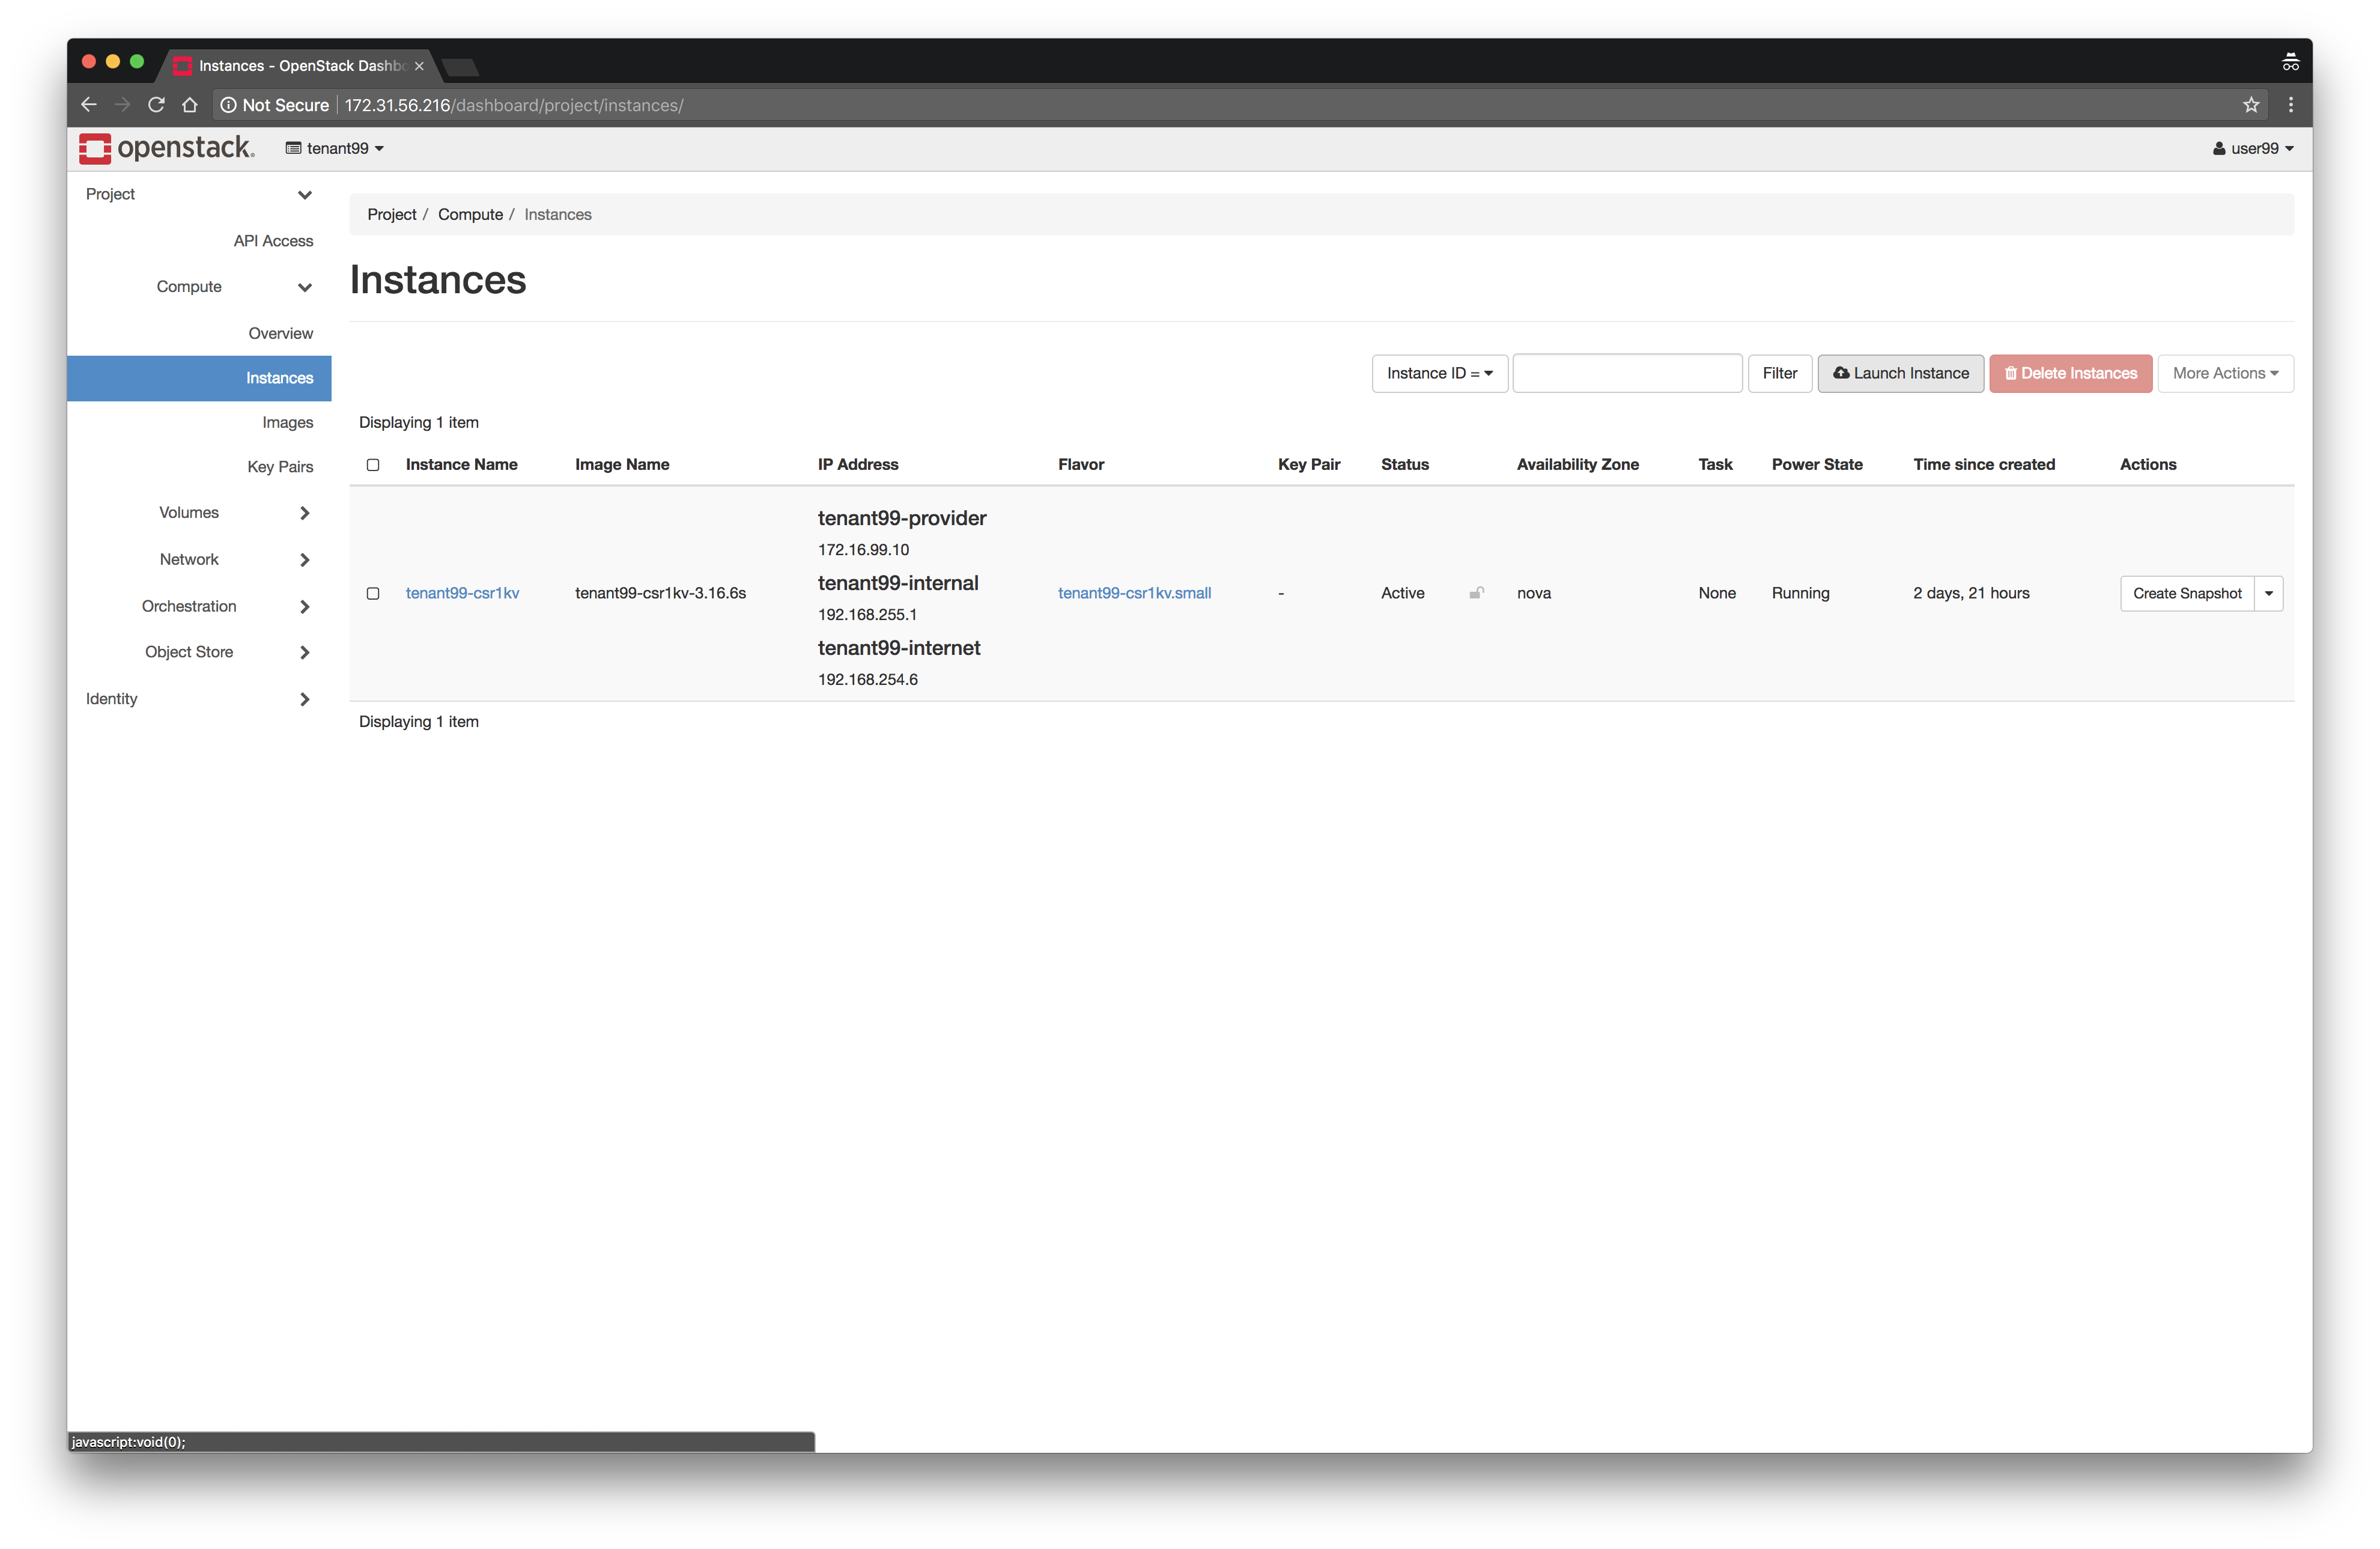 Instances - OpenStack Dashbo
Not Secure | 172.31.56.216/dashboard/project/instances/
openstack. tenant99 user99
Project
API Access
Compute
Overview
Instances
Images
Key Pairs
Volumes
Network
Orchestration
Object Store
Identity
Project / Compute / Instances
Instances
Instance ID = Filter Launch Instance Delete Instances More Actions
Displaying 1 item
Instance Name Image Name IP Address Flavor Key Pair Status Availability Zone Task Power State Time since created Actions
tenant99-provider
172.16.99.10
tenant99-internal
tenant99-csr1kv tenant99-csr1kv-3.16.6s tenant99-csr1kv.small - Active nova None Running 2 days, 21 hours Create Snapshot
192.168.255.1
tenant99-internet
192.168.254.6
Displaying 1 item
javascript:void(0);